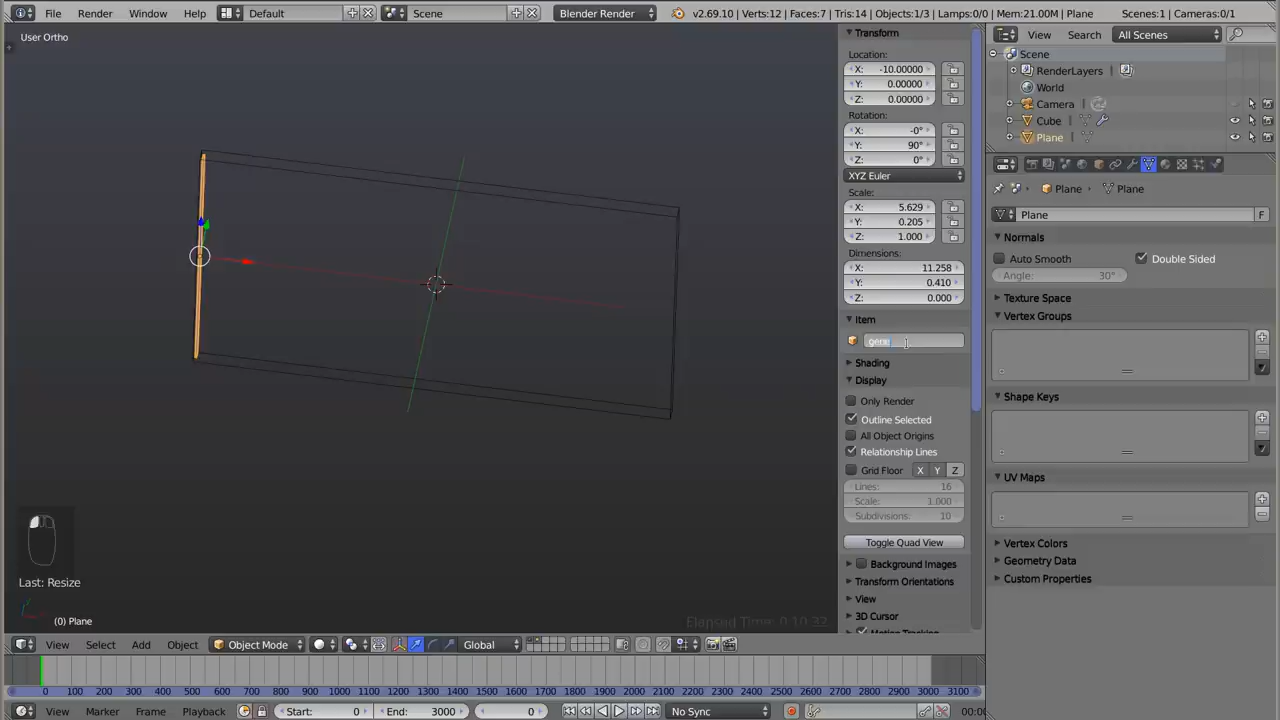 File Render Window Help Default Scene Blender Render v2.69.10 | Verts:12 | Faces:7 | Tris:14 | Objects:1/3 | Lamps:0/0 | Mem:21.00M | Plane Scenes:1 | Cameras:0/1
User Ortho
Transform
Location:
X: -10.00000
Y: 0.00000
Z: 0.00000
Rotation:
X: -0°
Y: 90°
Z: 0°
XYZ Euler
Scale:
X: 5.629
Y: 0.205
Z: 1.000
Dimensions:
X: 11.258
Y: 0.410
Z: 0.000
Item
Shading
Display
Only Render
Outline Selected
All Object Origins
Relationship Lines
Grid Floor X Y Z
Lines: 16
Scale: 1.000
Subdivisions: 10
Toggle Quad View
Background Images
Transform Orientations
View
3D Cursor
Motion Tracking
View Search All Scenes
Scene
RenderLayers
World
Camera
Cube
Plane
Plane Plane
Plane F
Normals
Auto Smooth Double Sided
Angle: 30°
Texture Space
Vertex Groups
Shape Keys
UV Maps
Vertex Colors
Geometry Data
Custom Properties
Last: Resize
(0) Plane
Elapsed Time: 0:10:32
View Select Add Object Object Mode Global
0 100 200 300 400 500 600 700 800 900 1000 1100 1200 1300 1400 1500 1600 1700 1800 1900 2000 2100 2200 2300 2400 2500 2600 2700 2800 2900 3000 3100
View Marker Frame Playback Start: 0 End: 3000 0 No Sync